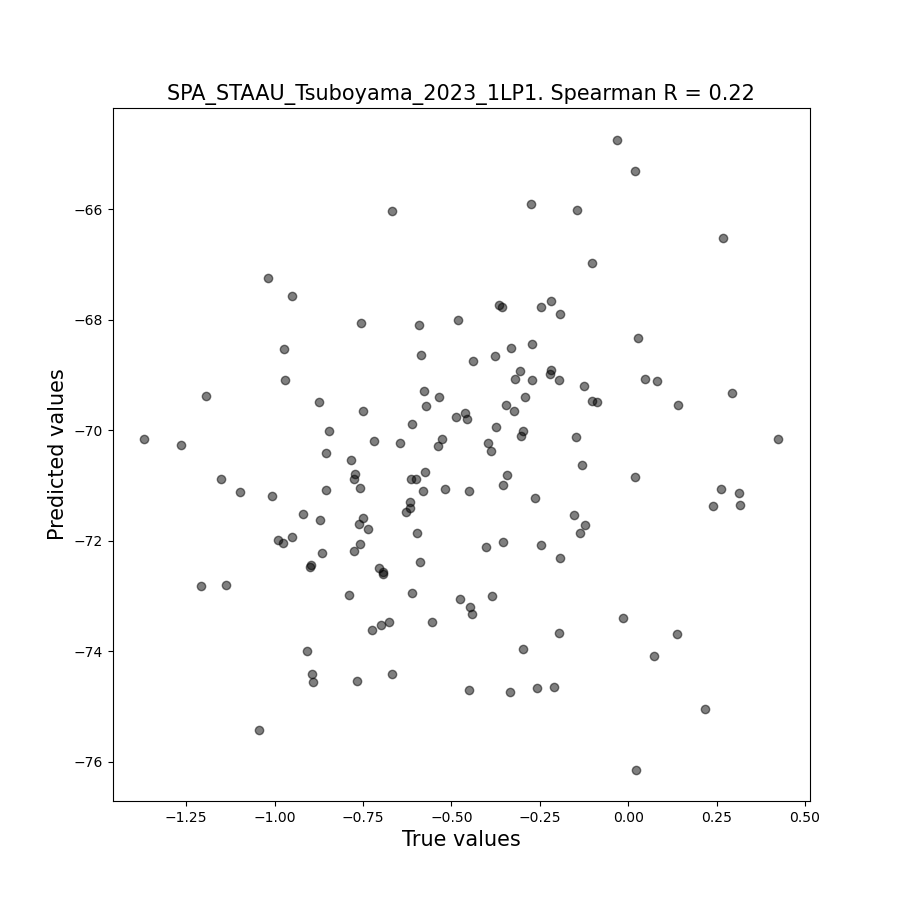 SPA_STAAU_Tsuboyama_2023_1LP1. Spearman R = 0.22
Predicted values
−66
−68
−70
−72
−74
−76
−1.25 −1.00 −0.75 −0.50 −0.25 0.00 0.25 0.50
True values